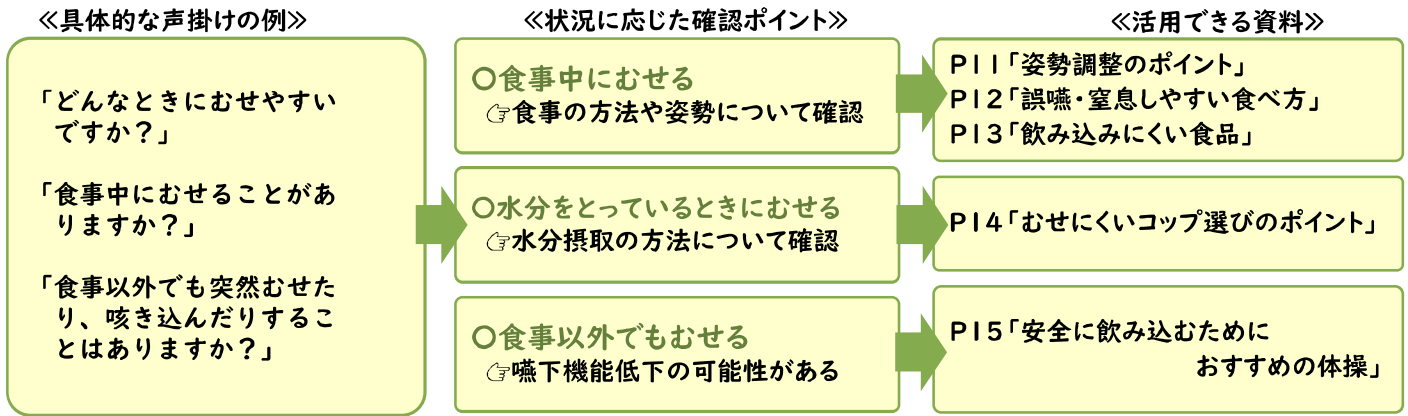 ≪具体的な声掛けの例≫
「どんなときにむせやすい
ですか?」
「食事中にむせることがあ
りますか?」
「食事以外でも突然むせた
り、咳き込んだりするこ
とはありますか?」
≪状況に応じた確認ポイント≫
〇食事中にむせる
☞食事の方法や姿勢について確認
〇水分をとっているときにむせる
☞水分摂取の方法について確認
〇食事以外でもむせる
☞嚥下機能低下の可能性がある
≪活用できる資料≫
P11「姿勢調整のポイント」
P12「誤嚥・窒息しやすい食べ方」
P13「飲み込みにくい食品」
P14「むせにくいコップ選びのポイント」
P15「安全に飲み込むために
おすすめの体操」